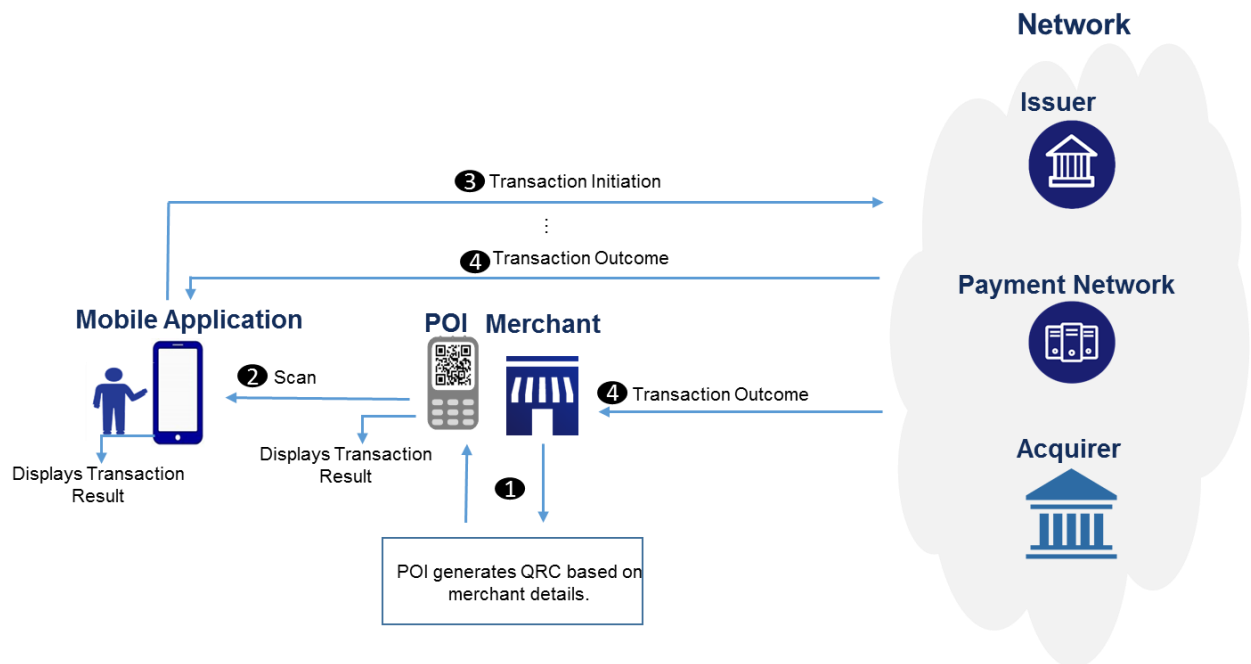 Network
Issuer
3 Transaction Initiation
⋮
4 Transaction Outcome
Payment Network
Mobile Application
POI
Merchant
2 Scan
4 Transaction Outcome
Displays Transaction
Result
Displays Transaction
Result
Acquirer
1
POI generates QRC based on
merchant details.